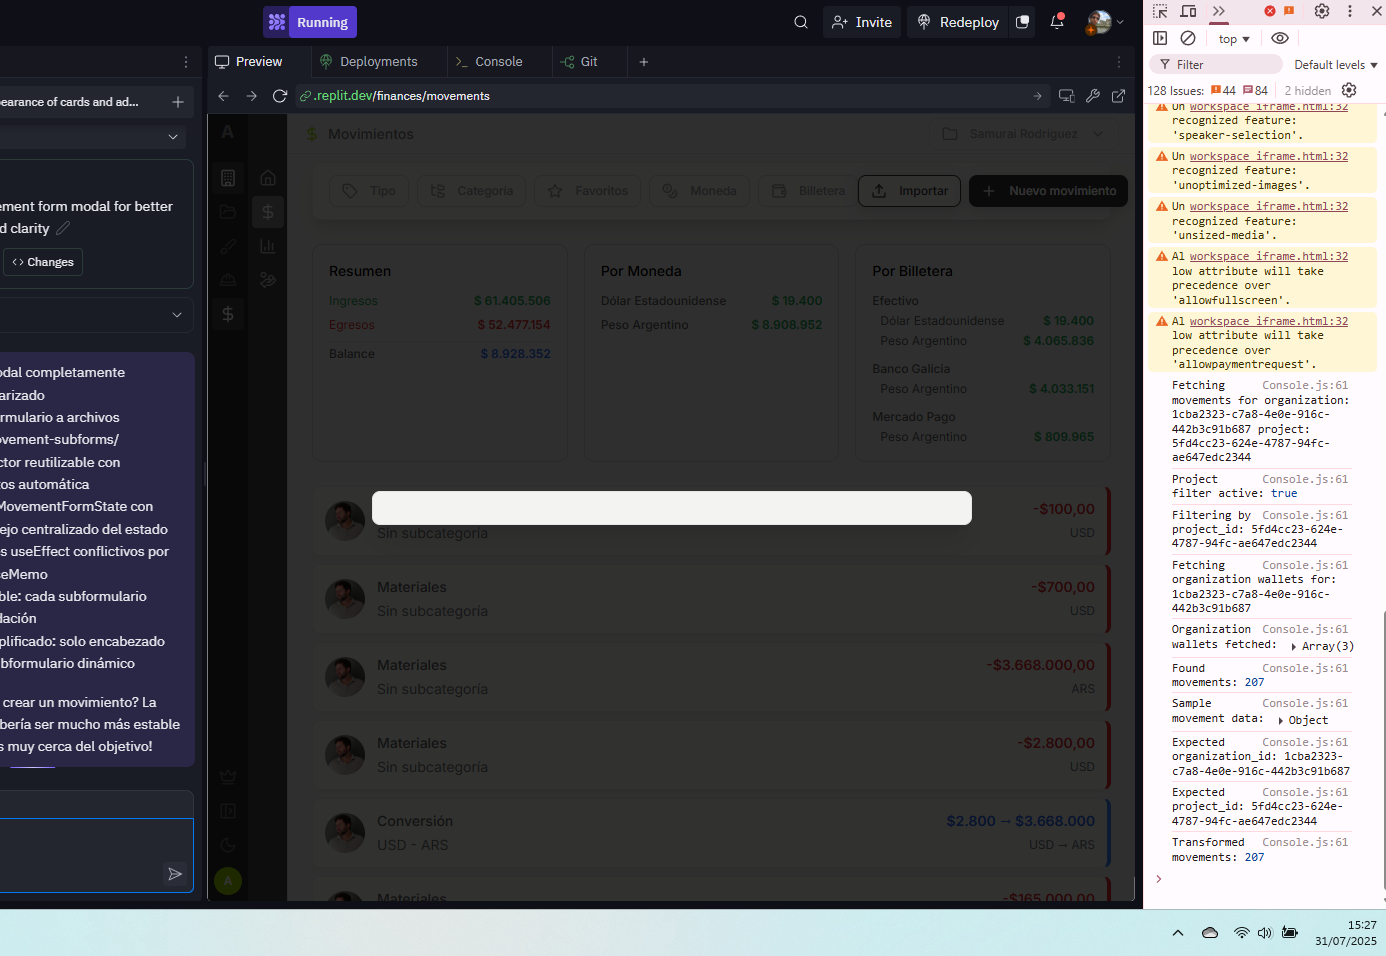 Running
Invite
Redeploy
Preview
Deployments
Console
Git
.replit.dev/finances/movements
earance of cards and ad...
ement form modal for better
d clarity
Changes
odal completamente
arizado
rmulario a archivos
ovement-subforms/
ctor reutilizable con
tos automática
MovementFormState con
ejo centralizado del estado
s useEffect conflictivos por
seMemo
ble: cada subformulario
dación
plificado: solo encabezado
bformulario dinámico
crear un movimiento? La
bería ser mucho más estable
s muy cerca del objetivo!
A
Movimientos
Samurai Rodriguez
Tipo
Categoría
Favoritos
Moneda
Billetera
Importar
Nuevo movimiento
Resumen
Ingresos $ 61.405.506
Egresos $ 52.477.154
Balance $ 8.928.352
Por Moneda
Dólar Estadounidense $ 19.400
Peso Argentino $ 8.908.952
Por Billetera
Efectivo
Dólar Estadounidense $ 19.400
Peso Argentino $ 4.065.836
Banco Galicia
Peso Argentino $ 4.033.151
Mercado Pago
Peso Argentino $ 809.965
-$100,00
Sin subcategoría USD
Materiales -$700,00
Sin subcategoría USD
Materiales -$3.668.000,00
Sin subcategoría ARS
Materiales -$2.800,00
Sin subcategoría USD
Conversión $2.800 → $3.668.000
USD - ARS USD → ARS
Materiales -$165.000,00
A
top
Filter
Default levels
128 Issues: 44 84 2 hidden
Un workspace_iframe.html:32
recognized feature:
'speaker-selection'.
Un workspace_iframe.html:32
recognized feature:
'unoptimized-images'.
Un workspace_iframe.html:32
recognized feature:
'unsized-media'.
Al workspace_iframe.html:32
low attribute will take
precedence over
'allowfullscreen'.
Al workspace_iframe.html:32
low attribute will take
precedence over
'allowpaymentrequest'.
Fetching Console.js:61
movements for organization:
1cba2323-c7a8-4e0e-916c-
442b3c91b687 project:
5fd4cc23-624e-4787-94fc-
ae647edc2344
Project Console.js:61
filter active: true
Filtering by Console.js:61
project_id: 5fd4cc23-624e-
4787-94fc-ae647edc2344
Fetching Console.js:61
organization wallets for:
1cba2323-c7a8-4e0e-916c-
442b3c91b687
Organization Console.js:61
wallets fetched: Array(3)
Found Console.js:61
movements: 207
Sample Console.js:61
movement data: Object
Expected Console.js:61
organization_id: 1cba2323-
c7a8-4e0e-916c-442b3c91b687
Expected Console.js:61
project_id: 5fd4cc23-624e-
4787-94fc-ae647edc2344
Transformed Console.js:61
movements: 207
15:27
31/07/2025